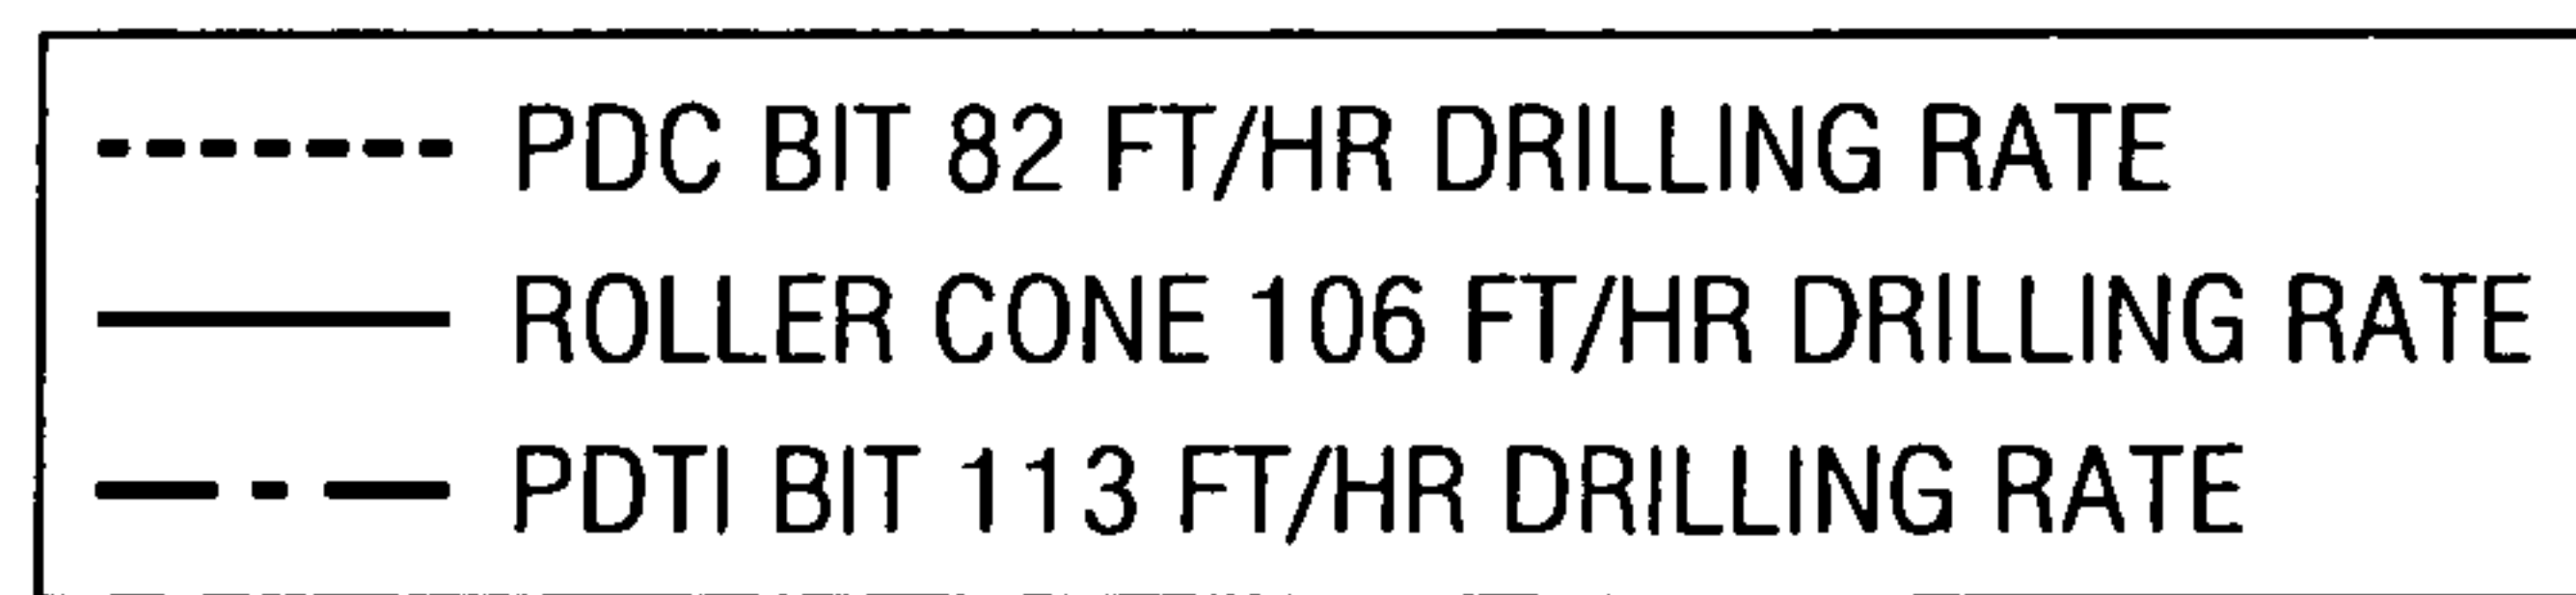 PDC BIT 82 FT/HR DRILLING RATE
ROLLER CONE 106 FT/HR DRILLING RATE
PDTI BIT 113 FT/HR DRILLING RATE